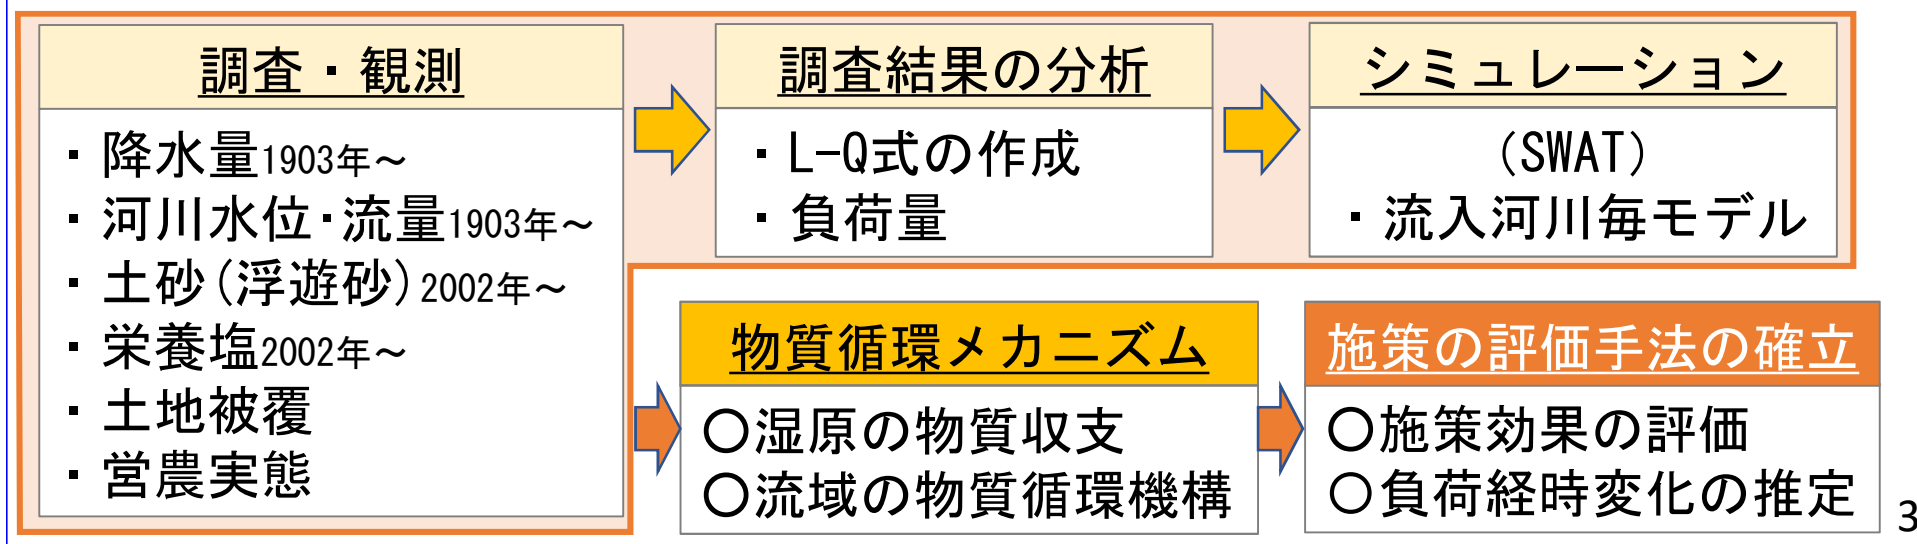 調査・観測
・降水量1903年～
・河川水位・流量1903年～
・土砂(浮遊砂)2002年～
・栄養塩2002年～
・土地被覆
・営農実態
調査結果の分析
・L-Q式の作成
・負荷量
シミュレーション
(SWAT)
・流入河川毎モデル
物質循環メカニズム
〇湿原の物質収支
〇流域の物質循環機構
施策の評価手法の確立
〇施策効果の評価
〇負荷経時変化の推定
3